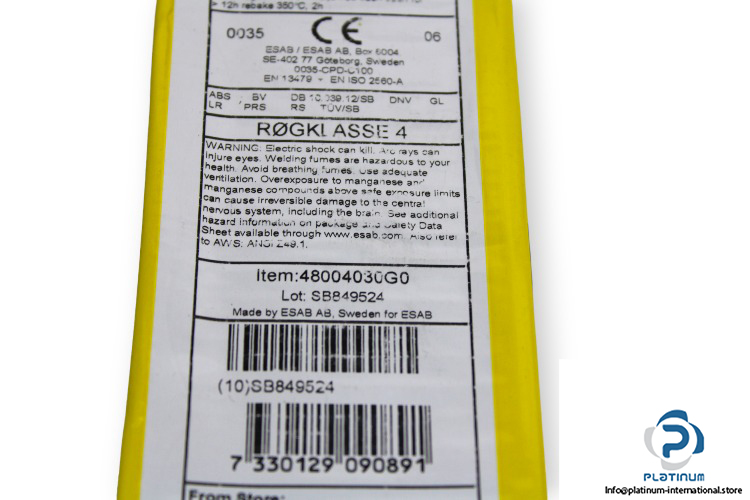 > 12h rebake 350°C, 2h
0035 CE 06
ESAB / ESAB AB, Box 8004
SE-402 77 Göteborg, Sweden
0035-CPD-C100
EN 13479 - EN ISO 2560-A
ABS BV DB 10.039.12/SB DNV GL
LR PRS RS TÜV/SB
RØGKLASSE 4
WARNING: Electric shock can kill. Arc rays can
injure eyes. Welding fumes are hazardous to your
health. Avoid breathing fumes. Use adequate
ventilation. Overexposure to manganese and
manganese compounds above safe exposure limits
can cause irreversible damage to the central
nervous system, including the brain. See additional
hazard information on package and Safety Data
Sheet available through www.esab.com. Also refer
to AWS: ANSI Z49.1.
Item:48004030G0
Lot: SB849524
Made by ESAB AB, Sweden for ESAB
(10)SB849524
7 330129 090891
From Store:
PLATINUM
Info@platinum-international.store